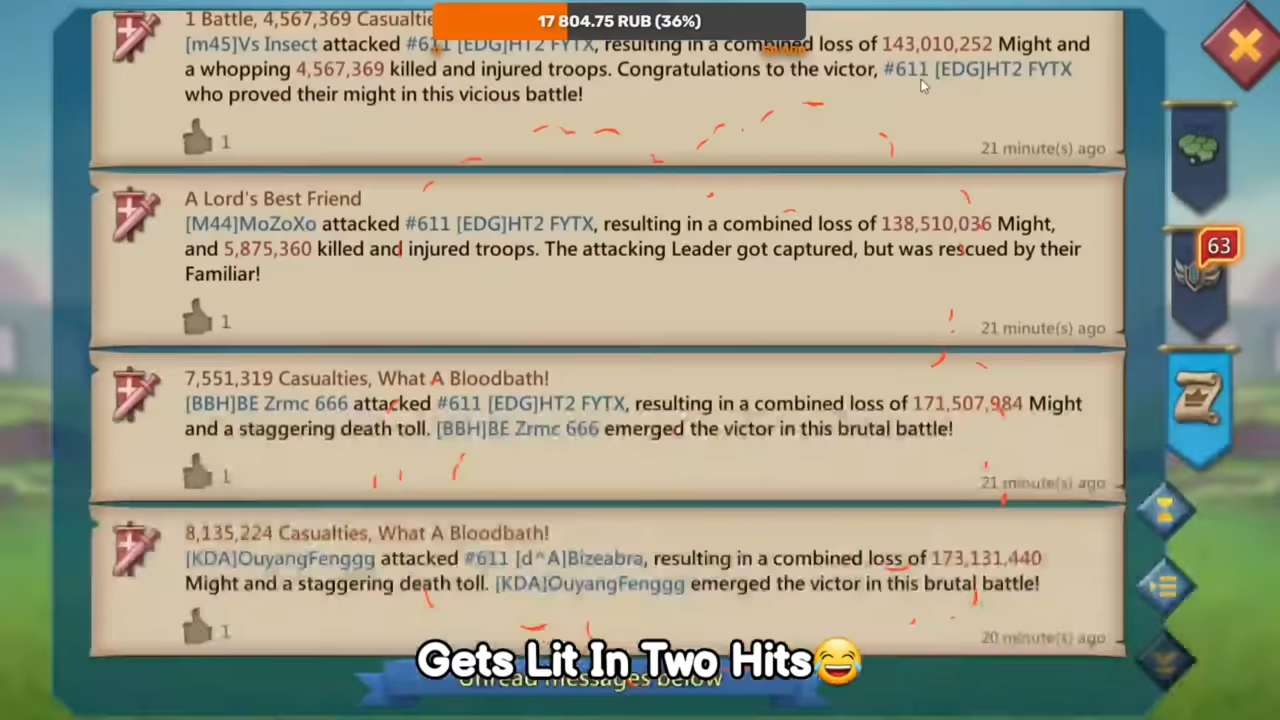 17 804.75 RUB (36%)
1 Battle, 4,567,369 Casualtie
[m45]Vs Insect attacked #611 [EDG]HT2 FYTX, resulting in a combined loss of 143,010,252 Might and
a whopping 4,567,369 killed and injured troops. Congratulations to the victor, #611 [EDG]HT2 FYTX
who proved their might in this vicious battle!
1
21 minute(s) ago
A Lord's Best Friend
[M44]MoZoXo attacked #611 [EDG]HT2 FYTX, resulting in a combined loss of 138,510,036 Might,
and 5,875,360 killed and injured troops. The attacking Leader got captured, but was rescued by their
Familiar!
63
1
21 minute(s) ago
7,551,319 Casualties, What A Bloodbath!
[BBH]BE Zrmc 666 attacked #611 [EDG]HT2 FYTX, resulting in a combined loss of 171,507,984 Might
and a staggering death toll. [BBH]BE Zrmc 666 emerged the victor in this brutal battle!
1
21 minute(s) ago
8,135,224 Casualties, What A Bloodbath!
[KDA]OuyangFenggg attacked #611 [d^A]Bizeabra, resulting in a combined loss of 173,131,440
Might and a staggering death toll. [KDA]OuyangFenggg emerged the victor in this brutal battle!
1
20 minute(s) ago
Gets Lit In Two Hits😂
Unread messages below